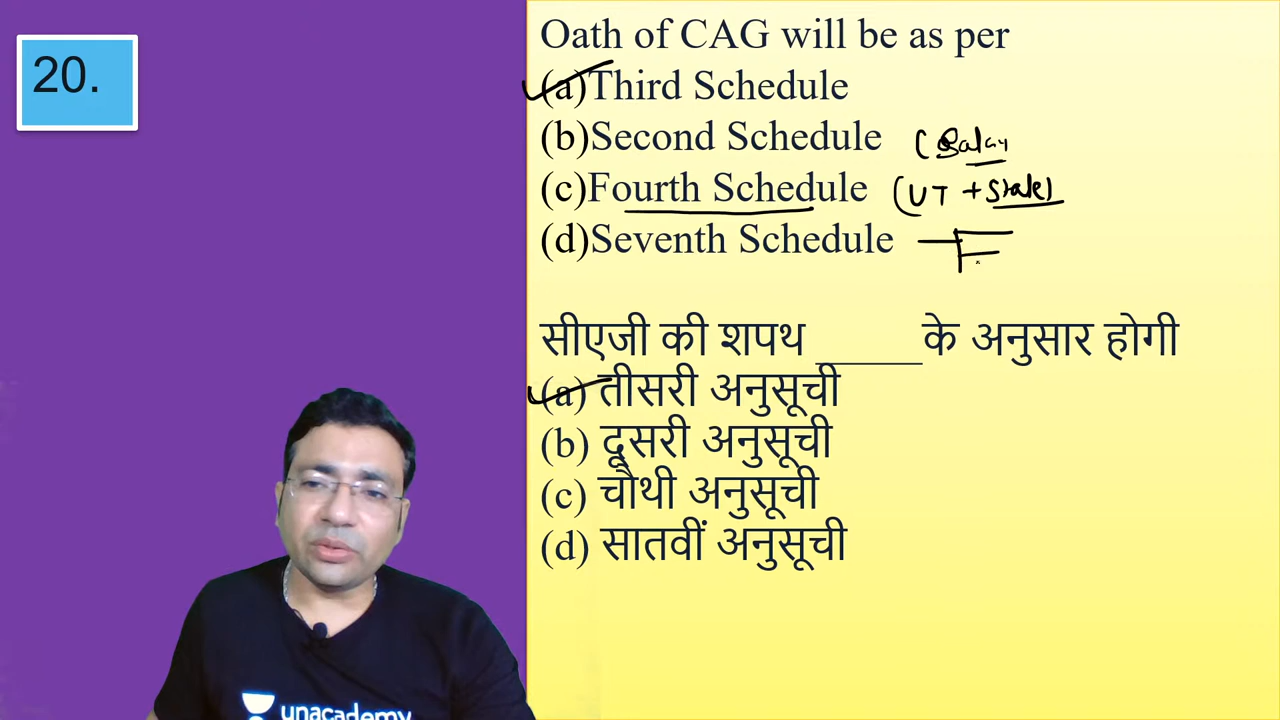 20.
Oath of CAG will be as per
(a)Third Schedule
(b)Second Schedule (Salary
(c)Fourth Schedule (UT + State)
(d)Seventh Schedule
सीएजी की शपथ _____के अनुसार होगी
(a) तीसरी अनुसूची
(b) दूसरी अनुसूची
(c) चौथी अनुसूची
(d) सातवीं अनुसूची
unacademy